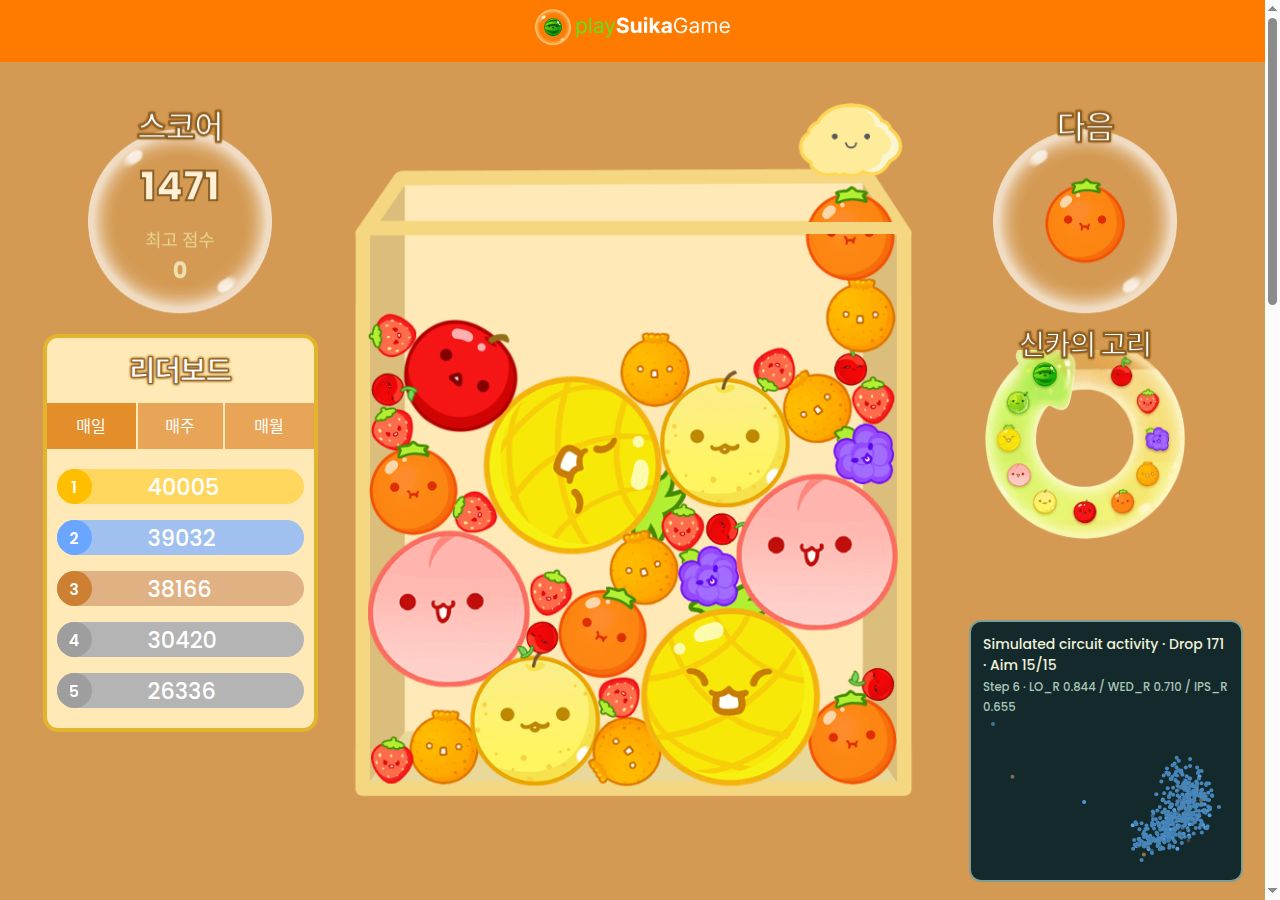 playSuikaGame
스코어
1471
최고 점수
0
다음
신카의 고리
리더보드
매일 매주 매월
1 40005
2 39032
3 38166
4 30420
5 26336
Simulated circuit activity · Drop 171
· Aim 15/15
Step 6 · LO_R 0.844 / WED_R 0.710 / IPS_R
0.655